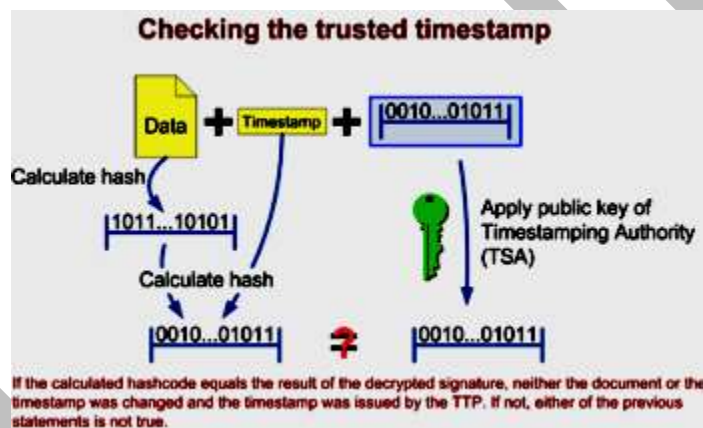 Checking the trusted timestamp
Data
Timestamp
0010...01011
Calculate hash
1011...10101
Apply public key of
Timestamping Authority
(TSA)
Calculate hash
0010...01011
?
0010...01011
If the calculated hashcode equals the result of the decrypted signature, neither the document or the
timestamp was changed and the timestamp was issued by the TTP. If not, either of the previous
statements is not true.